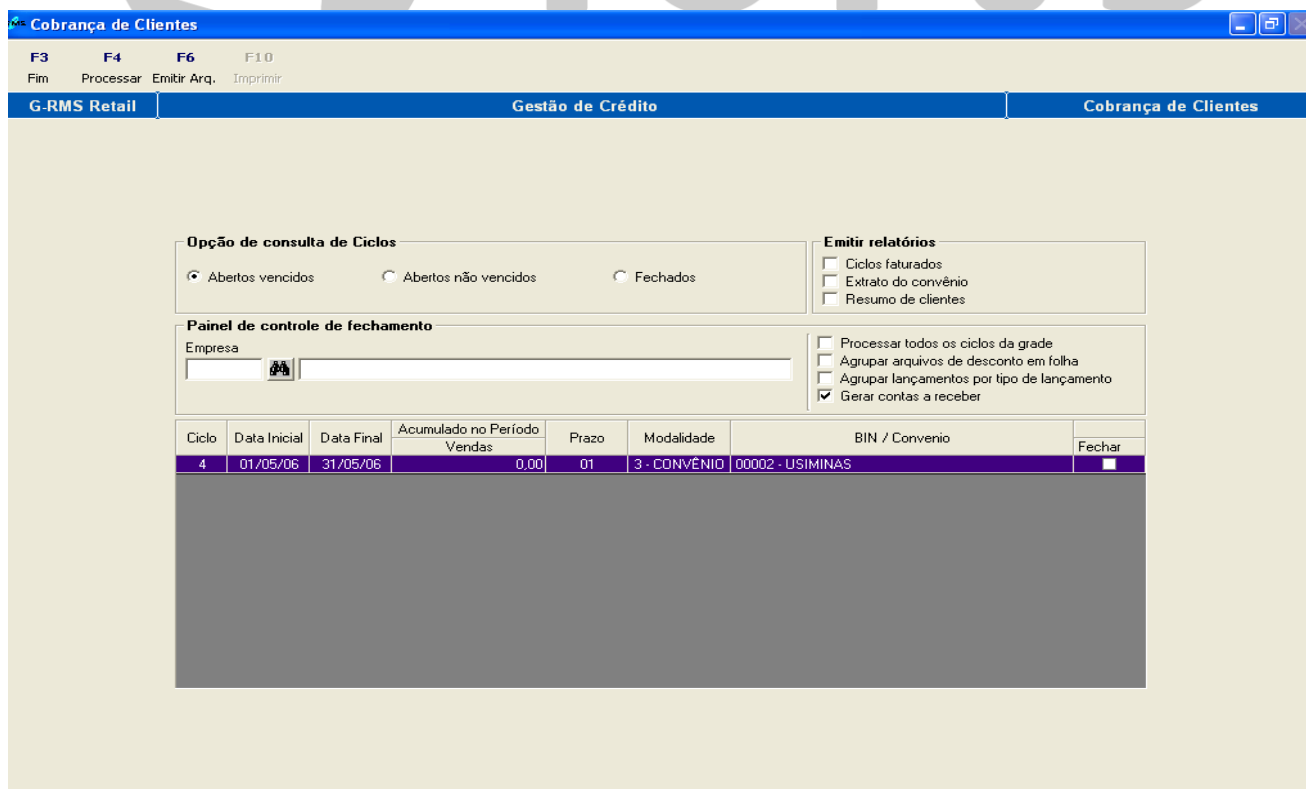 Cobrança de Clientes
F3 F4 F6 F10
Fim Processar Emitir Arq. Imprimir
G-RMS Retail Gestão de Crédito Cobrança de Clientes
Opção de consulta de Ciclos Emitir relatórios
Abertos vencidos Abertos não vencidos Fechados
Ciclos faturados
Extrato do convênio
Resumo de clientes
Painel de controle de fechamento
Empresa
Processar todos os ciclos da grade
Agrupar arquivos de desconto em folha
Agrupar lançamentos por tipo de lançamento
Gerar contas a receber
Ciclo Data Inicial Data Final Acumulado no Período Prazo Modalidade BIN / Convenio
Vendas Fechar
4 01/05/06 31/05/06 0,00 01 3 - CONVÊNIO 00002 - USIMINAS